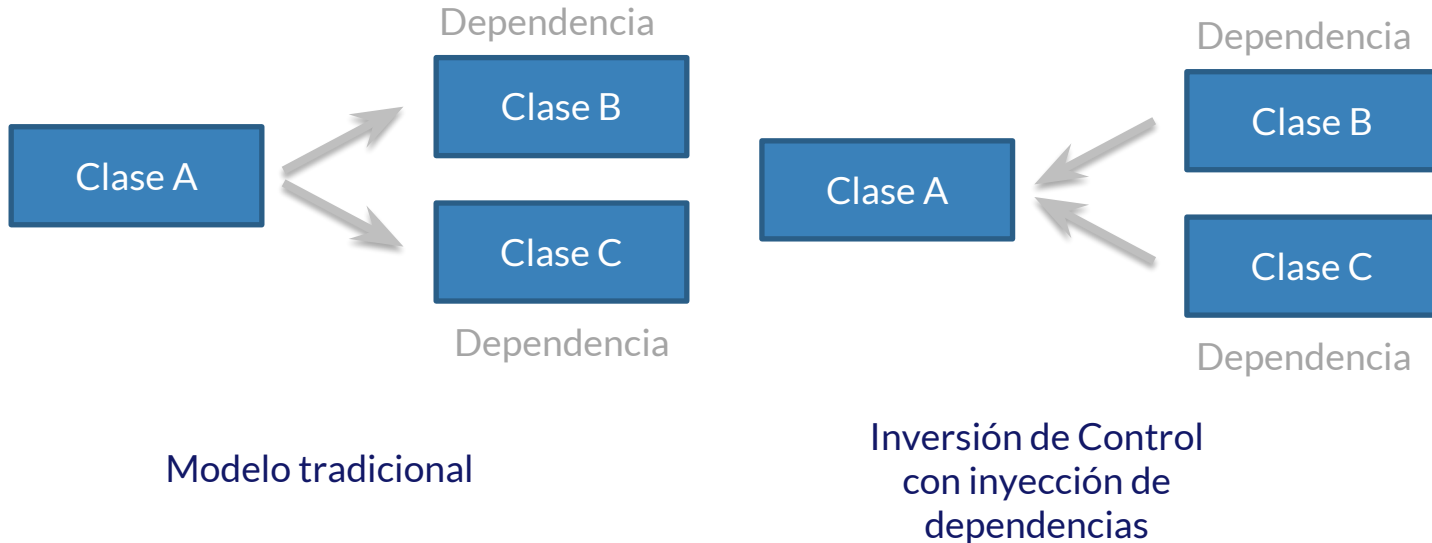 Dependencia
Clase B
Clase A
Clase C
Dependencia
Modelo tradicional
Dependencia
Clase B
Clase A
Clase C
Dependencia
Inversión de Control
con inyección de
dependencias